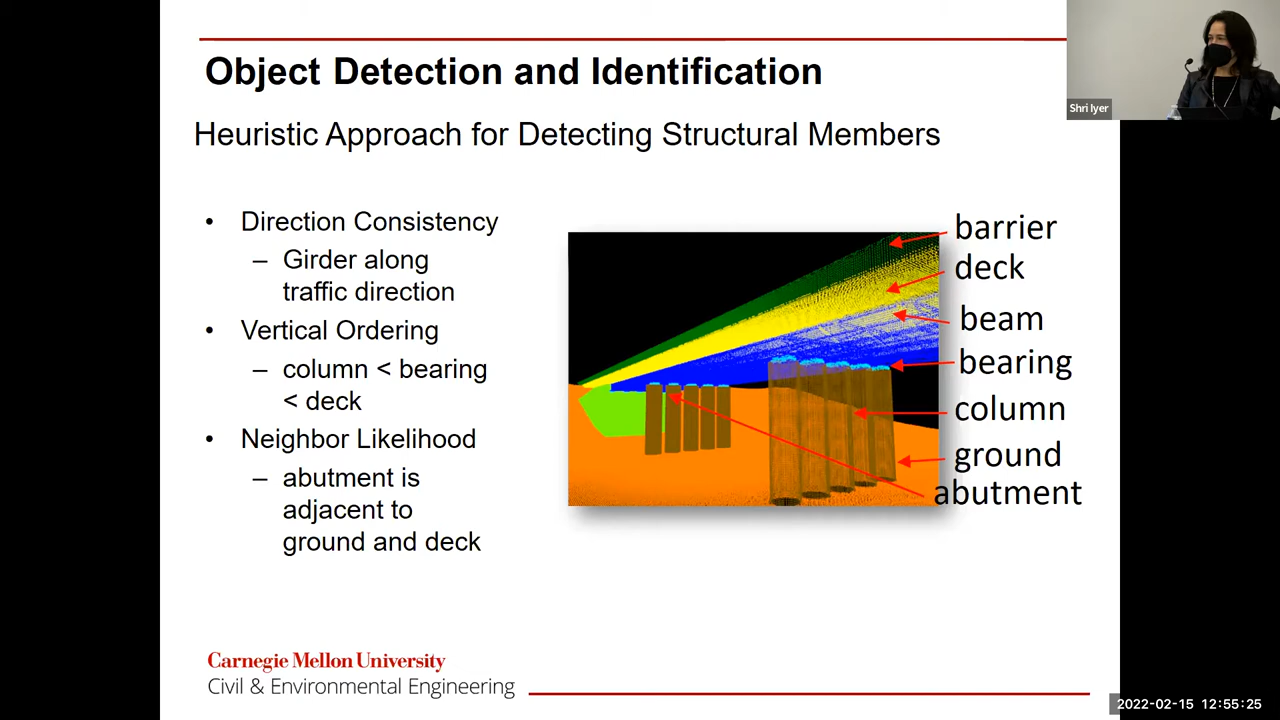 Object Detection and Identification
Shri Iyer
Heuristic Approach for Detecting Structural Members
• Direction Consistency
– Girder along
traffic direction
• Vertical Ordering
– column < bearing
< deck
• Neighbor Likelihood
– abutment is
adjacent to
ground and deck
barrier
deck
beam
bearing
column
ground
abutment
Carnegie Mellon University
Civil & Environmental Engineering
2022-02-15 12:55:25